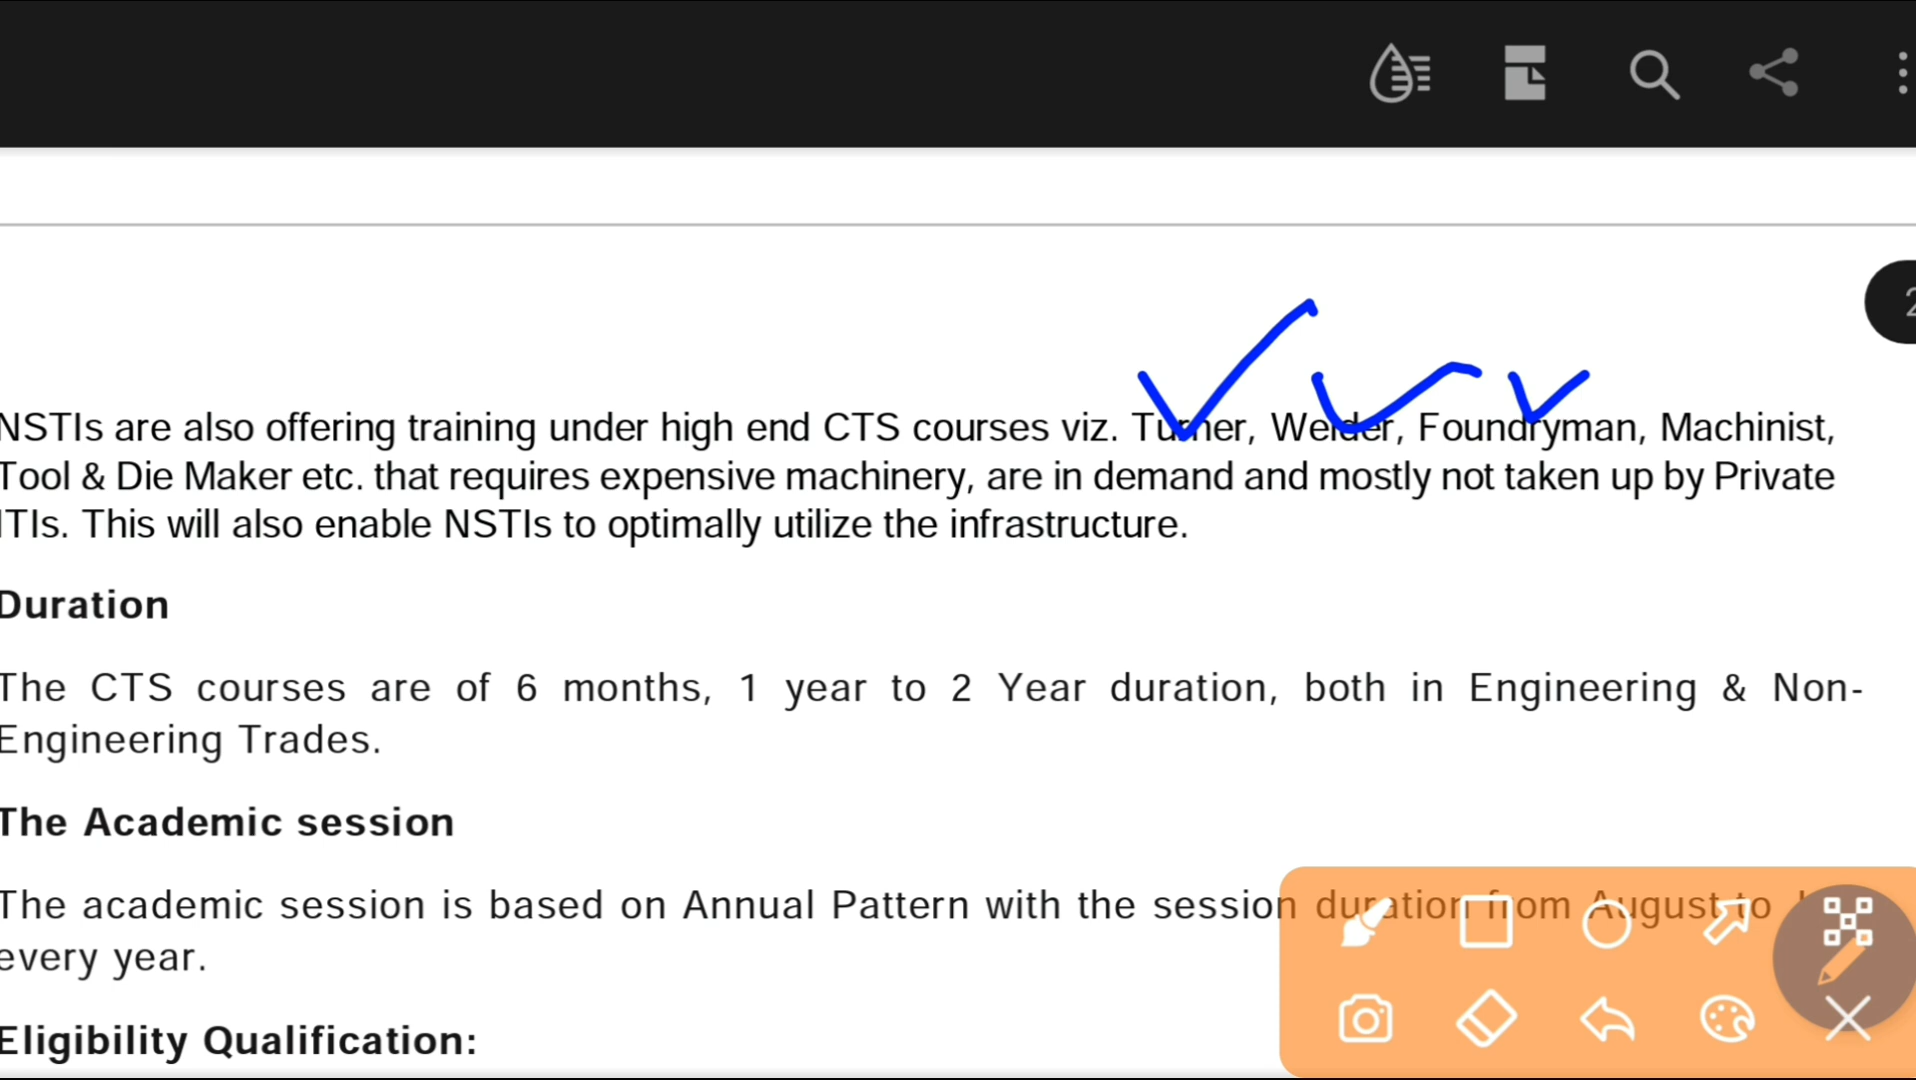 2
NSTIs are also offering training under high end CTS courses viz. Turner, Welder, Foundryman, Machinist,
Tool & Die Maker etc. that requires expensive machinery, are in demand and mostly not taken up by Private
ITIs. This will also enable NSTIs to optimally utilize the infrastructure.
Duration
The CTS courses are of 6 months, 1 year to 2 Year duration, both in Engineering & Non-
Engineering Trades.
The Academic session
The academic session is based on Annual Pattern with the session duration from August to
every year.
Eligibility Qualification: